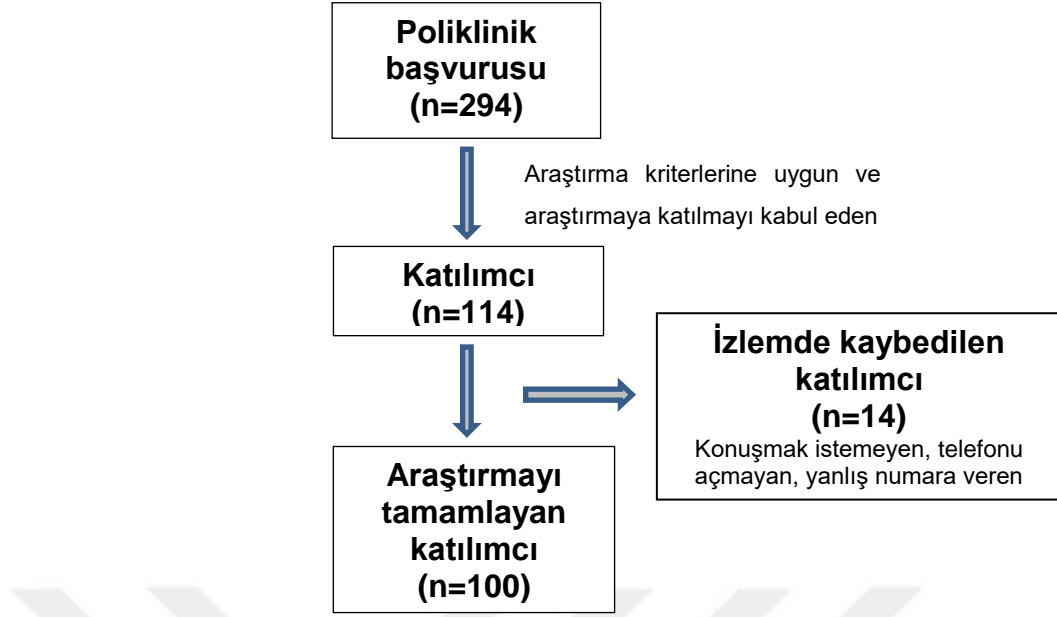 Poliklinik
başvurusu
(n=294)
Araştırma kriterlerine uygun ve
araştırmaya katılmayı kabul eden
Katılımcı
(n=114)
İzlemde kaybedilen
katılımcı
(n=14)
Konuşmak istemeyen, telefonu
açmayan, yanlış numara veren
Araştırmayı
tamamlayan
katılımcı
(n=100)